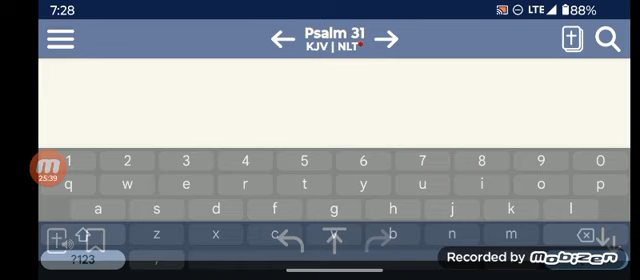 7:28 LTE 88%
Psalm 31
KJV | NLT
1 2 3 4 5 6 7 8 9 0
25:39
q w e r t y u i o p
a s d f g h j k l
z x c v b n m
?123 ,
Recorded by mobizen